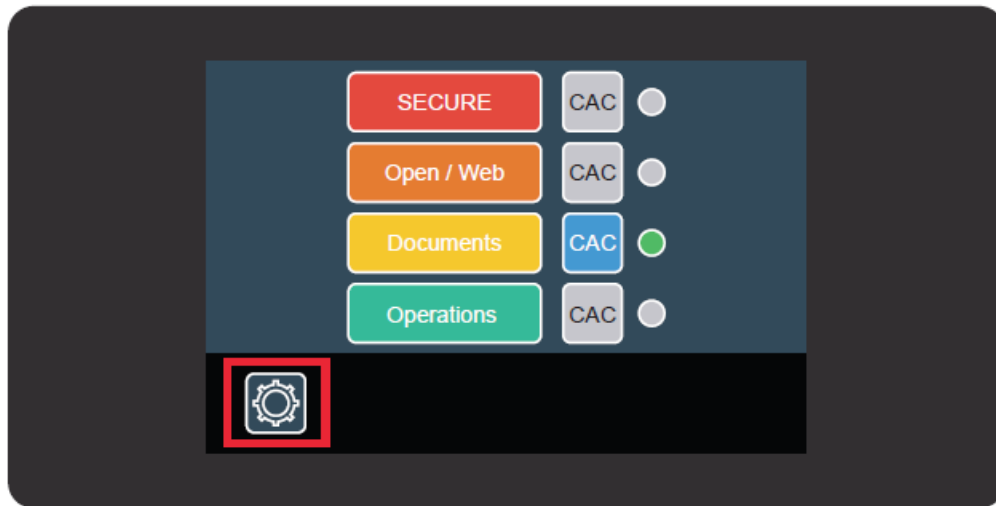 SECURE CAC
Open / Web CAC
Documents CAC
Operations CAC